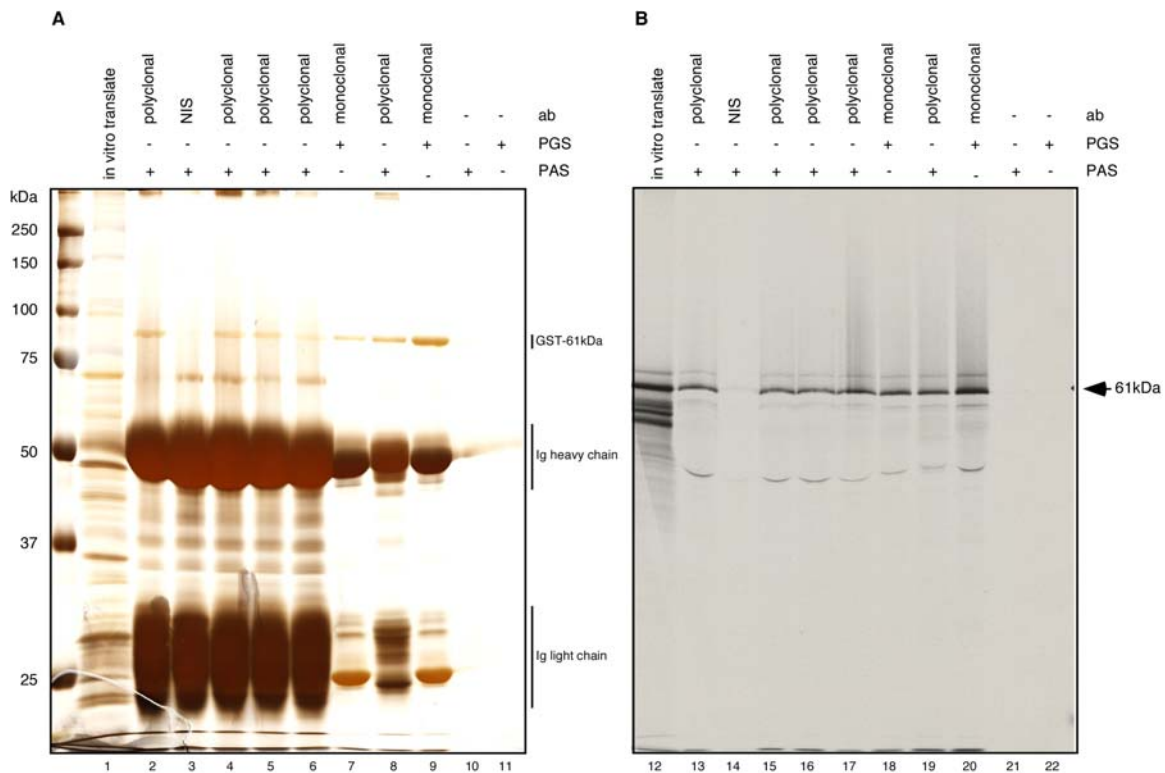 A
in vitro translate
polyclonal
NIS
polyclonal
polyclonal
polyclonal
monoclonal
polyclonal
monoclonal
- - ab
- - - - - + - + - + PGS
+ + + + + - + - + - PAS
kDa
250
150
100
75
50
37
25
GST-61kDa
Ig heavy chain
Ig light chain
1 2 3 4 5 6 7 8 9 10 11
B
in vitro translate
polyclonal
NIS
polyclonal
polyclonal
polyclonal
monoclonal
polyclonal
monoclonal
- - ab
- - - - - + - + - + PGS
+ + + + + - + - + - PAS
61kDa
12 13 14 15 16 17 18 19 20 21 22